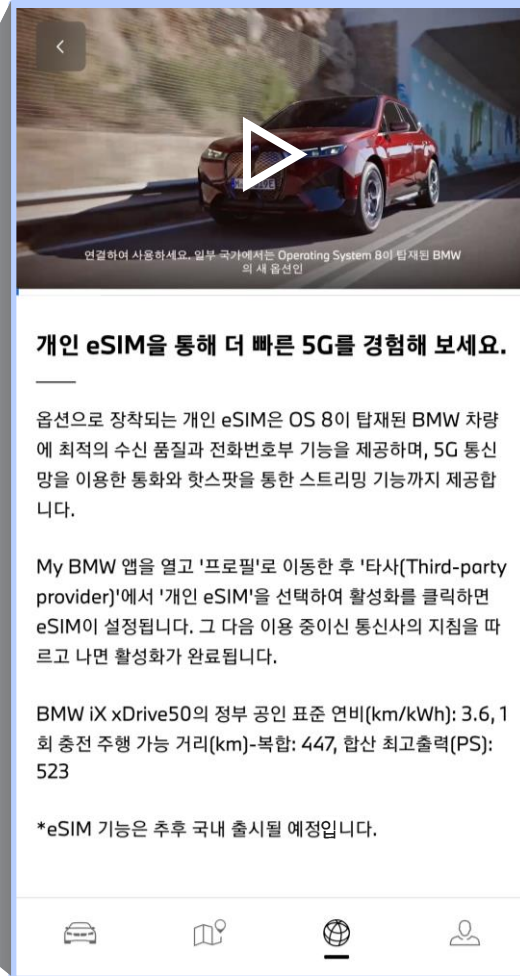 연결하여 사용하세요. 일부 국가에서는 Operating System 8이 탑재된 BMW
의 새 옵션인
개인 eSIM을 통해 더 빠른 5G를 경험해 보세요.
옵션으로 장착되는 개인 eSIM은 OS 8이 탑재된 BMW 차량
에 최적의 수신 품질과 전화번호부 기능을 제공하며, 5G 통신
망을 이용한 통화와 핫스팟을 통한 스트리밍 기능까지 제공합
니다.
My BMW 앱을 열고 '프로필'로 이동한 후 '타사(Third-party
provider)'에서 '개인 eSIM'을 선택하여 활성화를 클릭하면
eSIM이 설정됩니다. 그 다음 이용 중이신 통신사의 지침을 따
르고 나면 활성화가 완료됩니다.
BMW iX xDrive50의 정부 공인 표준 연비(km/kWh): 3.6, 1
회 충전 주행 가능 거리(km)-복합: 447, 합산 최고출력(PS):
523
*eSIM 기능은 추후 국내 출시될 예정입니다.